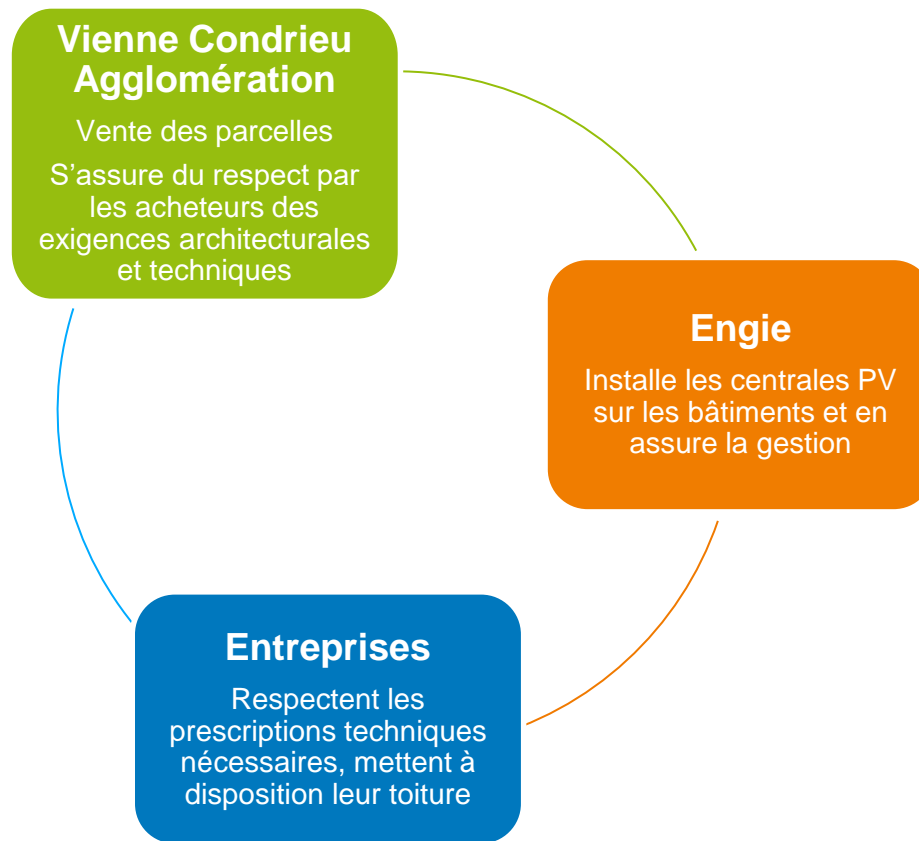 Vienne Condrieu
Agglomération
Vente des parcelles
S’assure du respect par
les acheteurs des
exigences architecturales
et techniques
Engie
Installe les centrales PV
sur les bâtiments et en
assure la gestion
Entreprises
Respectent les
prescriptions techniques
nécessaires, mettent à
disposition leur toiture